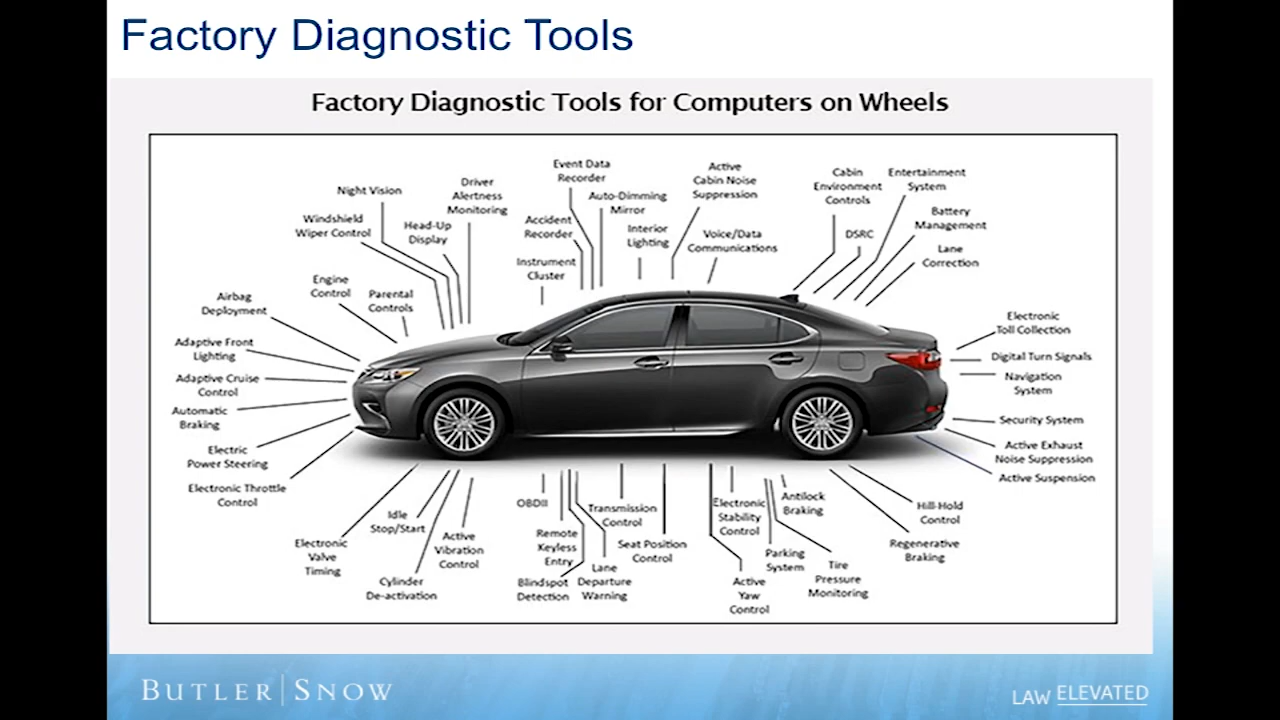 Factory Diagnostic Tools
Factory Diagnostic Tools for Computers on Wheels
Night Vision
Windshield
Wiper Control
Head-Up
Display
Driver
Alertness
Monitoring
Event Data
Recorder
Auto-Dimming
Mirror
Accident
Recorder
Instrument
Cluster
Interior
Lighting
Active
Cabin Noise
Suppression
Voice/Data
Communications
Cabin
Environment
Controls
DSRC
Entertainment
System
Battery
Management
Lane
Correction
Engine
Control
Parental
Controls
Airbag
Deployment
Adaptive Front
Lighting
Adaptive Cruise
Control
Automatic
Braking
Electric
Power Steering
Electronic Throttle
Control
Electronic
Toll Collection
Digital Turn Signals
Navigation
System
Security System
Active Exhaust
Noise Suppression
Active Suspension
Electronic
Valve
Timing
Idle
Stop/Start
Cylinder
De-activation
Active
Vibration
Control
OBDII
Remote
Keyless
Entry
Blindspot
Detection
Lane
Departure
Warning
Transmission
Control
Seat Position
Control
Electronic
Stability
Control
Active
Yaw
Control
Parking
System
Antilock
Braking
Tire
Pressure
Monitoring
Hill-Hold
Control
Regenerative
Braking
BUTLER | SNOW
LAW ELEVATED